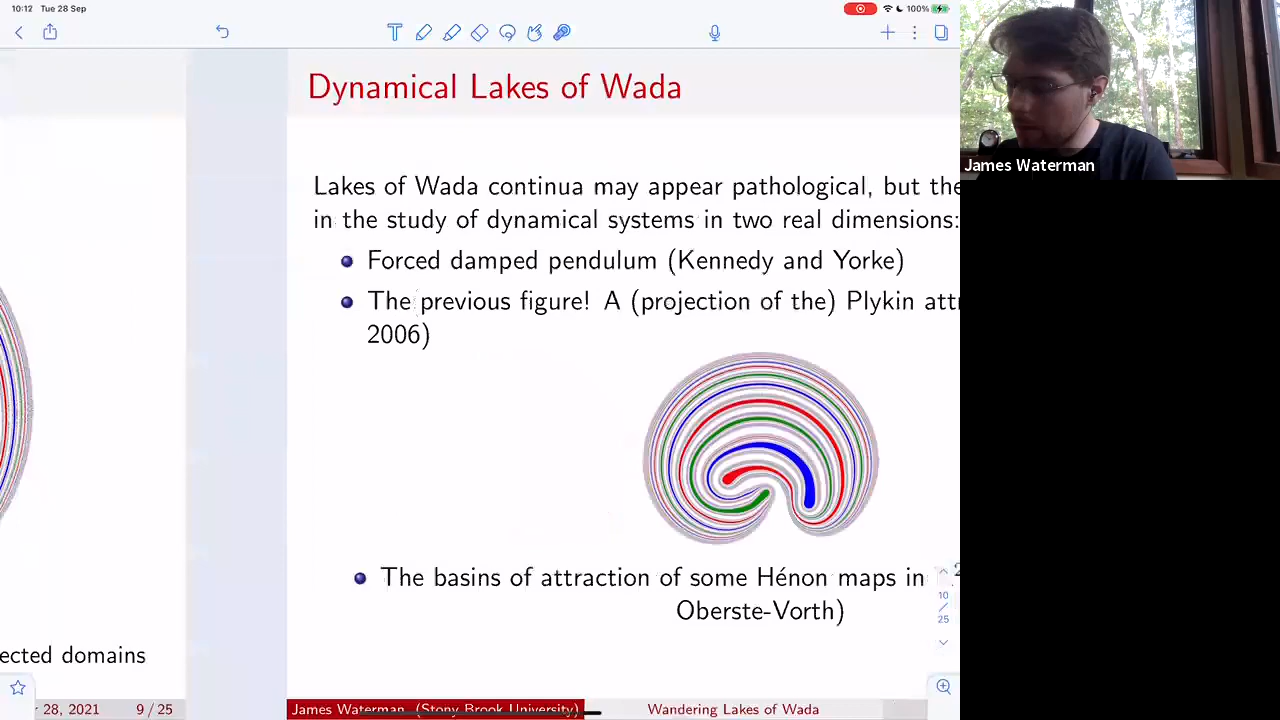 10:12 Tue 28 Sep
100%
Dynamical Lakes of Wada
James Waterman
Lakes of Wada continua may appear pathological, but the
in the study of dynamical systems in two real dimensions:
Forced damped pendulum (Kennedy and Yorke)
The previous figure! A (projection of the) Plykin att
2006)
The basins of attraction of some Hénon maps in
Oberste-Vorth)
10
/
25
ected domains
28, 2021 9 / 25
James Waterman (Stony Brook University)
Wandering Lakes of Wada